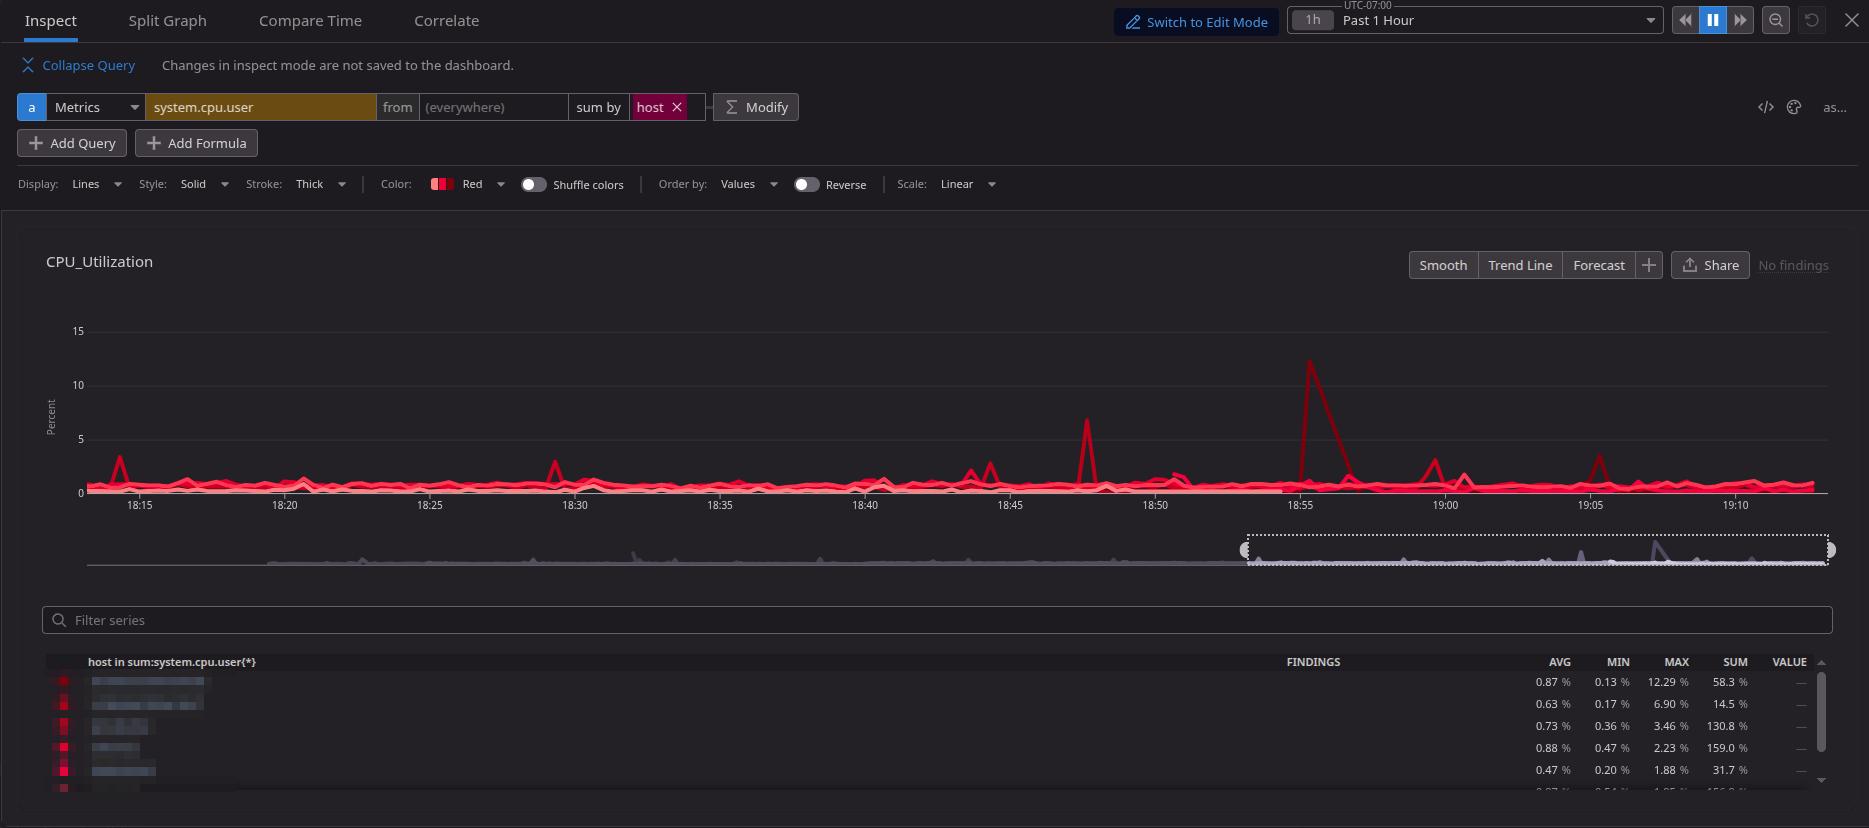 Inspect Split Graph Compare Time Correlate Switch to Edit Mode UTC-07:00 1h Past 1 Hour
Collapse Query Changes in inspect mode are not saved to the dashboard.
a Metrics system.cpu.user from (everywhere) sum by host Modify as...
Add Query Add Formula
Display: Lines Style: Solid Stroke: Thick Color: Red Shuffle colors Order by: Values Reverse Scale: Linear
CPU_Utilization Smooth Trend Line Forecast Share No findings
Percent
15
10
5
0
18:15 18:20 18:25 18:30 18:35 18:40 18:45 18:50 18:55 19:00 19:05 19:10
Filter series
host in sum:system.cpu.user{*} FINDINGS AVG MIN MAX SUM VALUE
0.87 % 0.13 % 12.29 % 58.3 % —
0.63 % 0.17 % 6.90 % 14.5 % —
0.73 % 0.36 % 3.46 % 130.8 % —
0.88 % 0.47 % 2.23 % 159.0 % —
0.47 % 0.20 % 1.88 % 31.7 % —